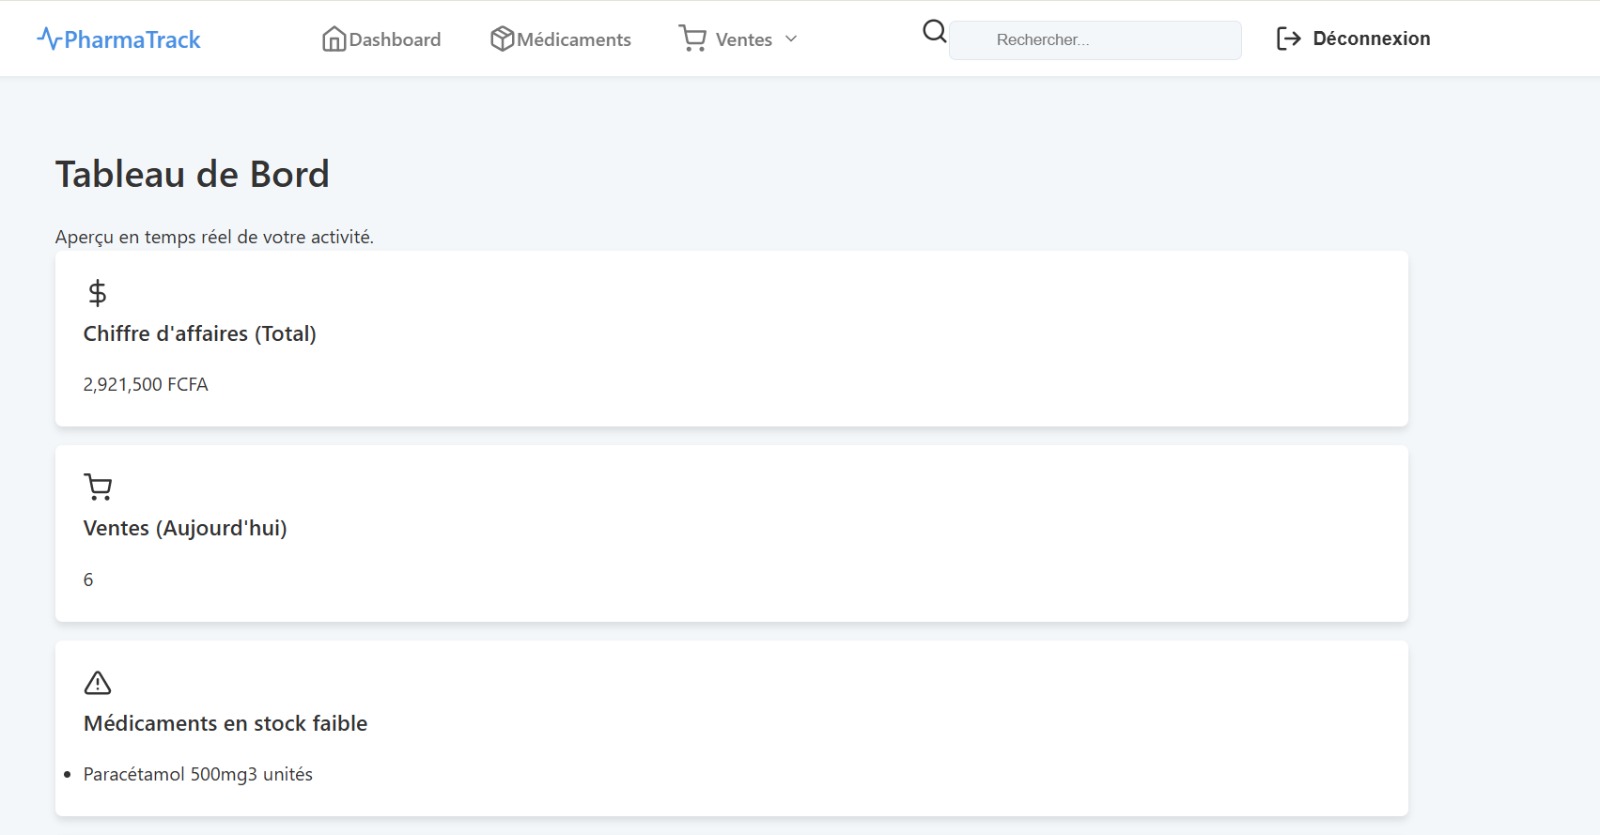 PharmaTrack Dashboard Médicaments Ventes Rechercher... Déconnexion
Tableau de Bord
Aperçu en temps réel de votre activité.
Chiffre d'affaires (Total)
2,921,500 FCFA
Ventes (Aujourd'hui)
6
Médicaments en stock faible
• Paracétamol 500mg3 unités